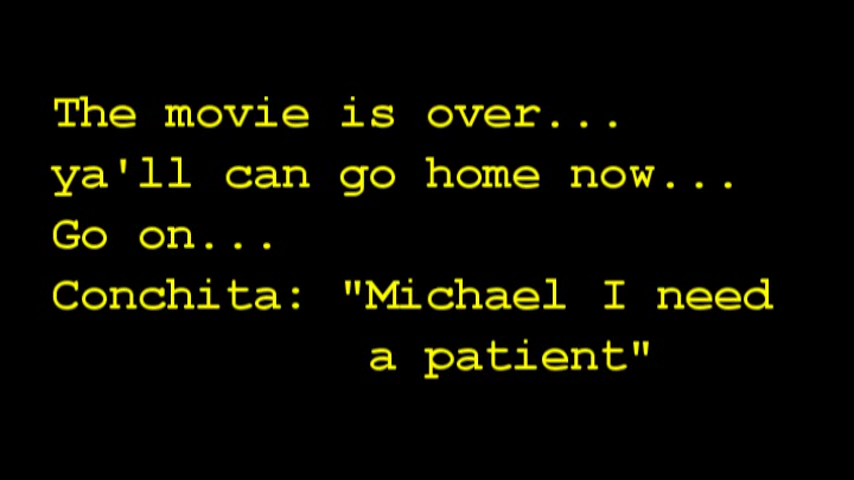 The movie is over...
ya'll can go home now...
Go on...
Conchita: "Michael I need
a patient"